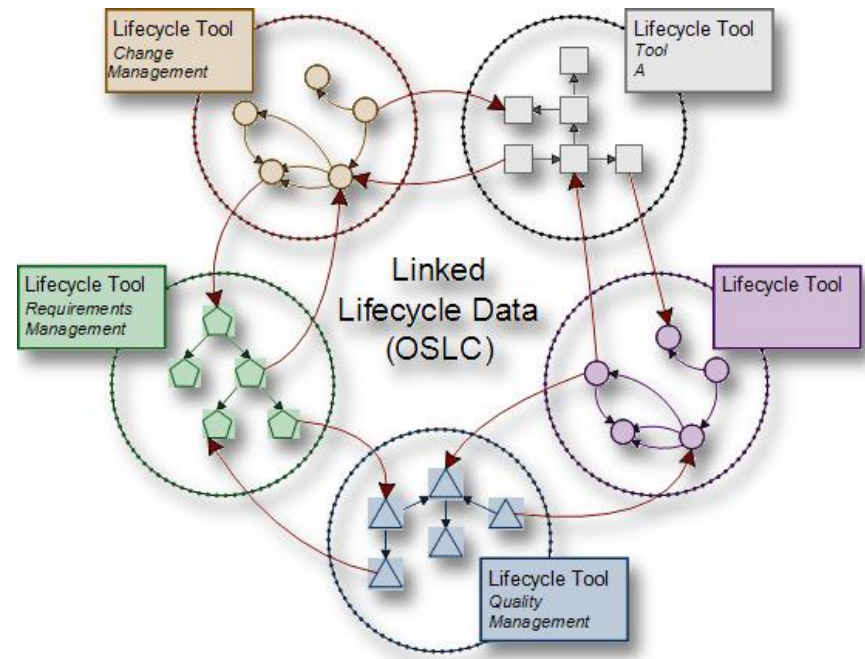 Lifecycle Tool
Change
Management
Lifecycle Tool
Tool
A
Linked
Lifecycle Data
(OSLC)
Lifecycle Tool
Requirements
Management
Lifecycle Tool
Lifecycle Tool
Quality
Management